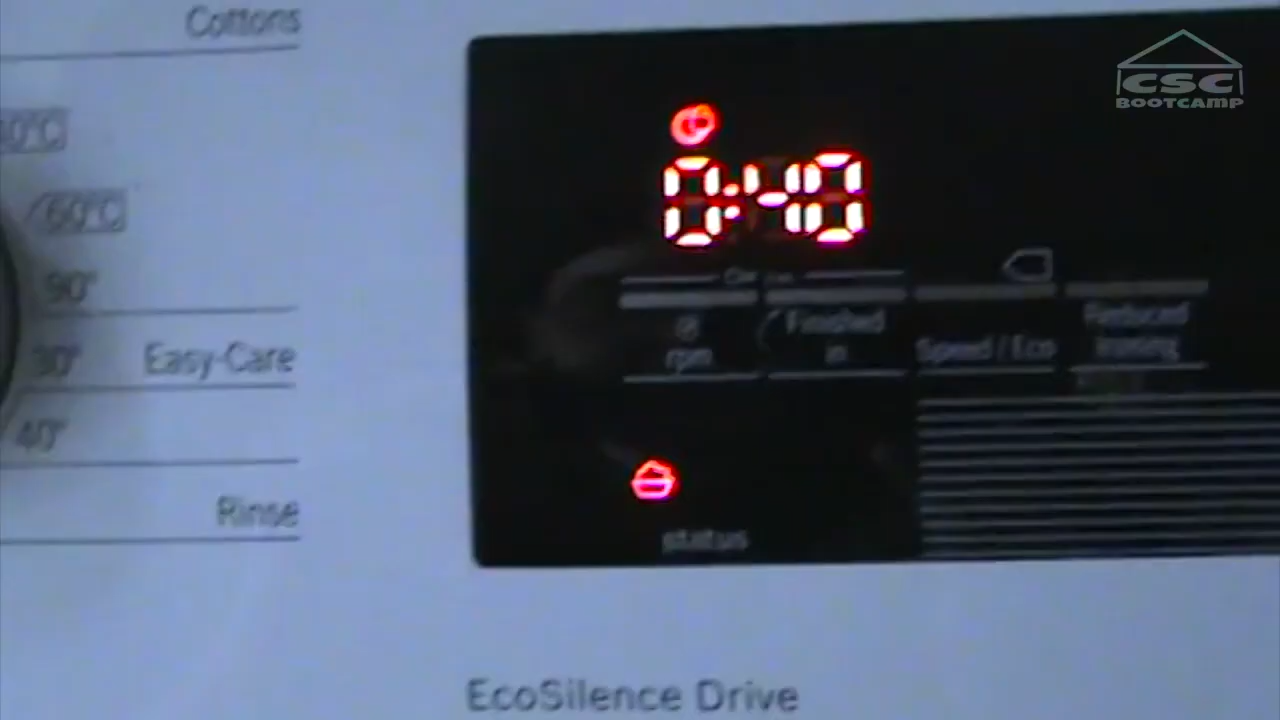 Cottons
60°C
90°
30°
Easy-Care
40°
Rinse
0:40
rpm
Finished
in
Speed / Eco
Reduced
Ironing
status
EcoSilence Drive
CSC
BOOTCAMP